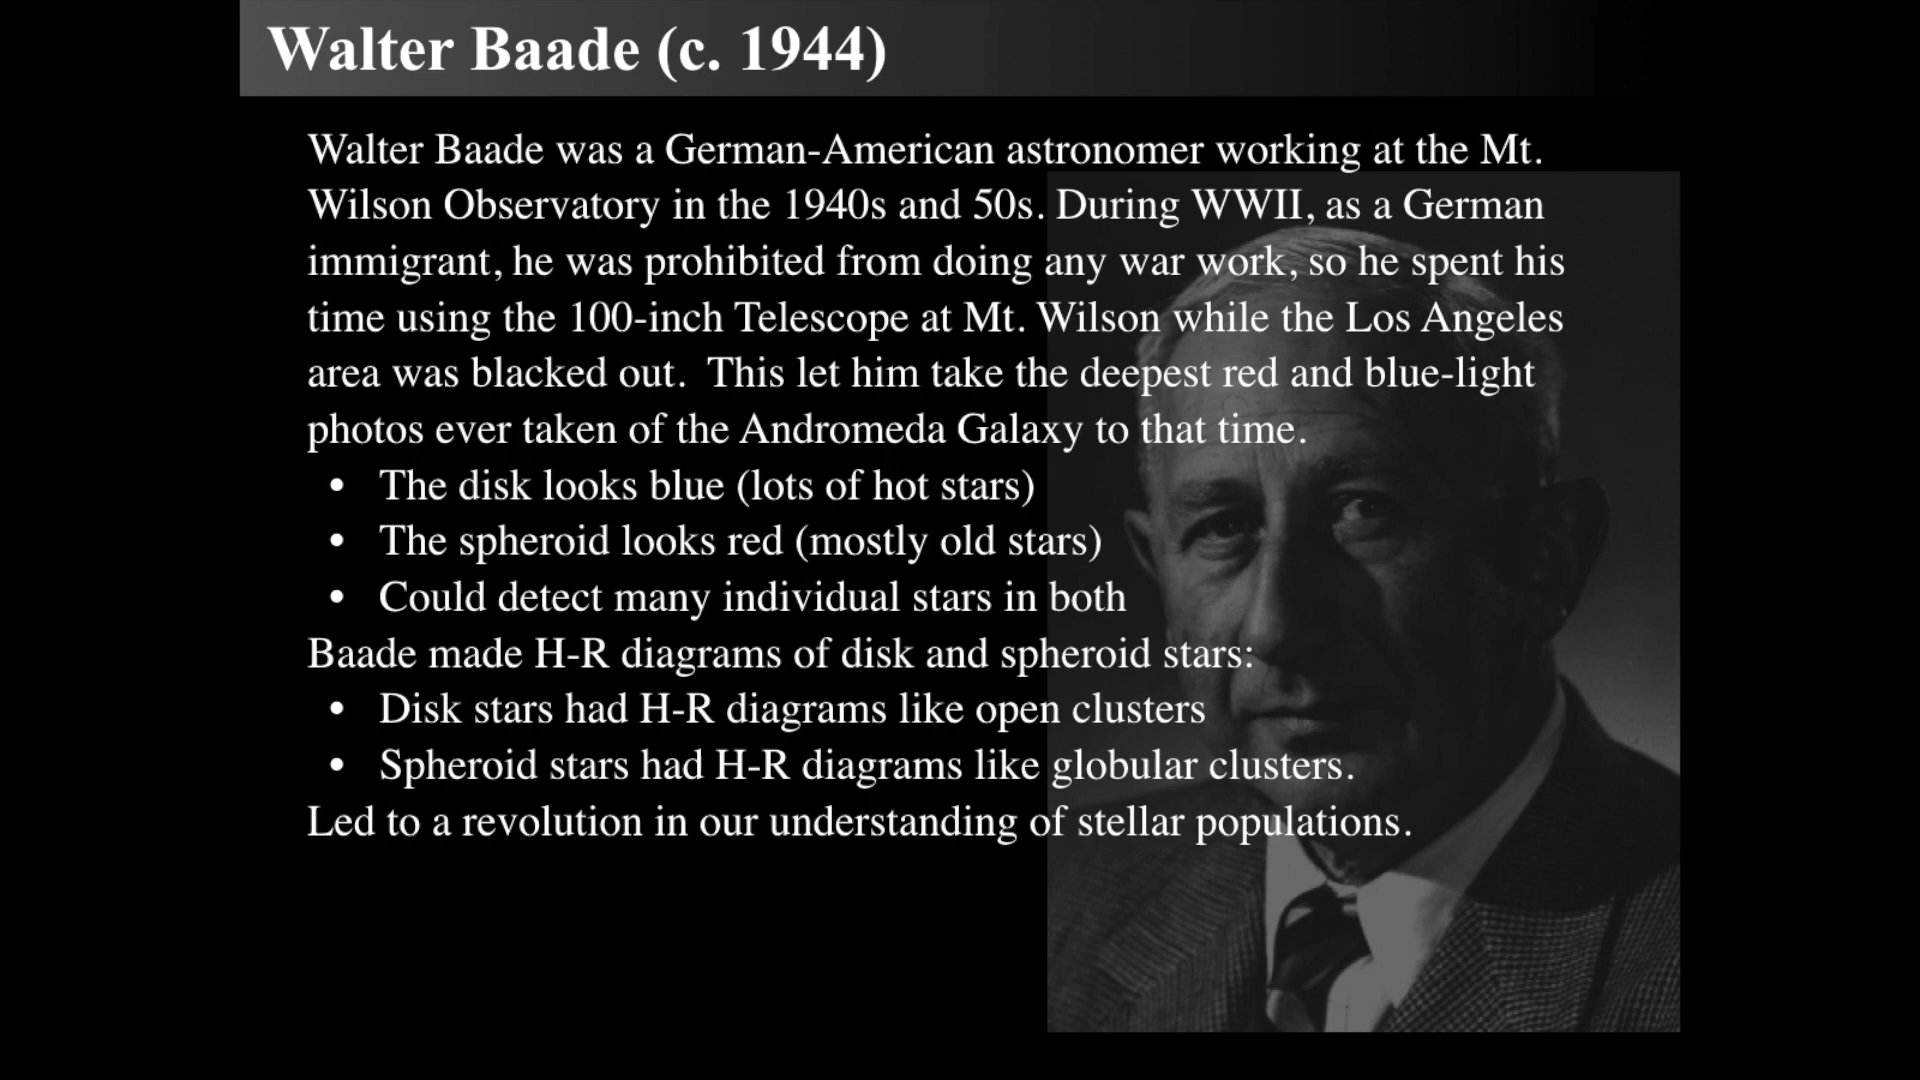 Walter Baade (c. 1944)
Walter Baade was a German-American astronomer working at the Mt.
Wilson Observatory in the 1940s and 50s. During WWII, as a German
immigrant, he was prohibited from doing any war work, so he spent his
time using the 100-inch Telescope at Mt. Wilson while the Los Angeles
area was blacked out.  This let him take the deepest red and blue-light
photos ever taken of the Andromeda Galaxy to that time.
• The disk looks blue (lots of hot stars)
• The spheroid looks red (mostly old stars)
• Could detect many individual stars in both
Baade made H-R diagrams of disk and spheroid stars:
• Disk stars had H-R diagrams like open clusters
• Spheroid stars had H-R diagrams like globular clusters.
Led to a revolution in our understanding of stellar populations.